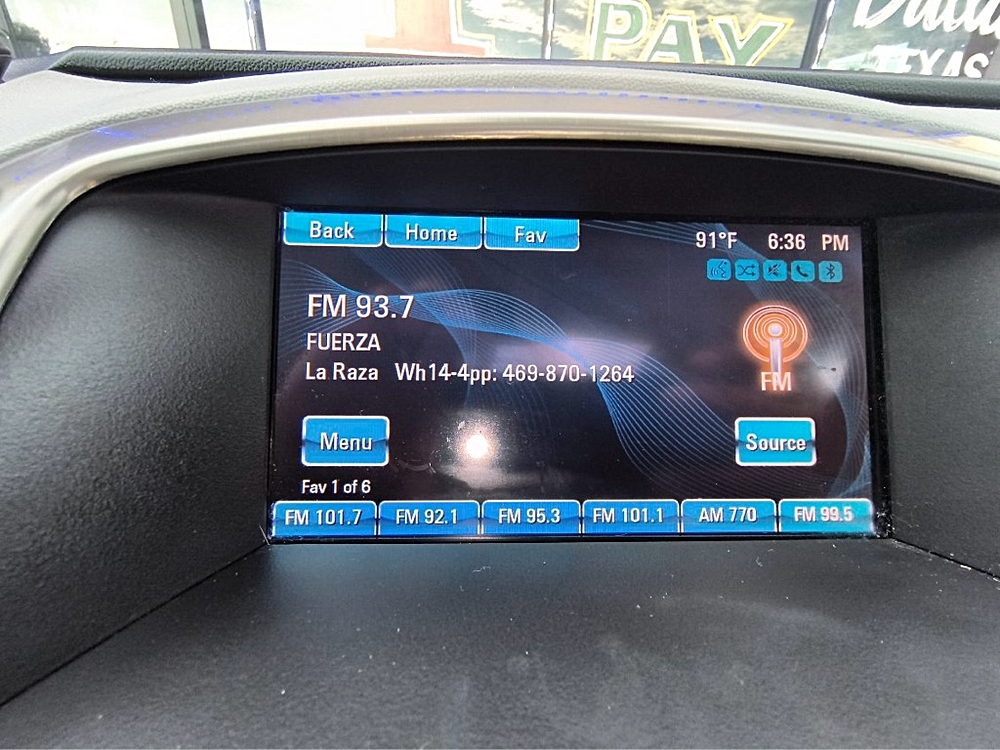 PAY
Dallas
TEXAS
Back Home Fav
91°F 6:36 PM
FM 93.7
FUERZA
La Raza Wh14-4pp: 469-870-1264
FM
Menu
Source
Fav 1 of 6
FM 101.7 FM 92.1 FM 95.3 FM 101.1 AM 770 FM 99.5